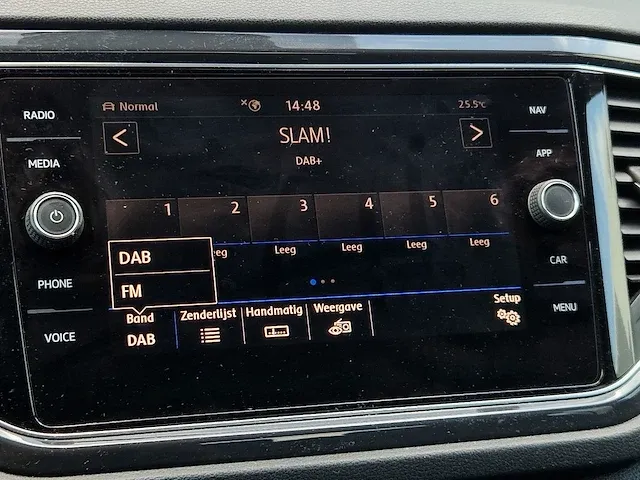 RADIO
MEDIA
PHONE
VOICE
Normal 14:48 25.5°C
SLAM!
DAB+
< >
1 2 3 4 5 6
eg Leeg Leeg Leeg Leeg
DAB
FM
Band Zenderlijst Handmatig Weergave Setup
DAB
NAV
APP
CAR
MENU